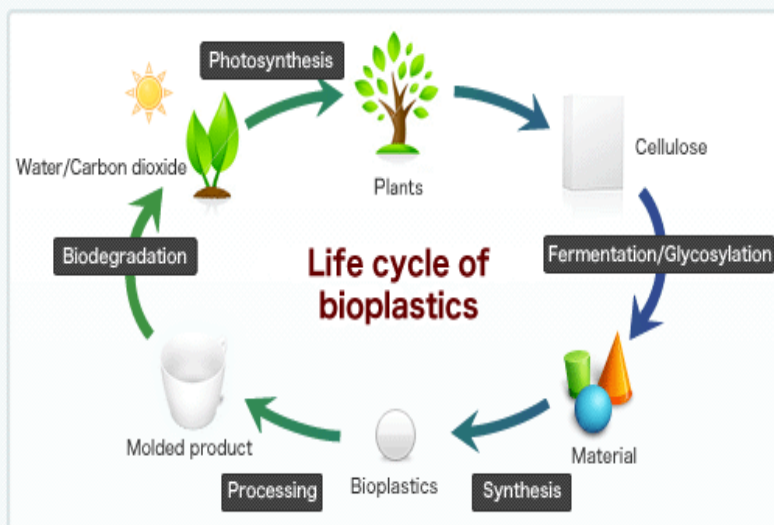 Photosynthesis
Water/Carbon dioxide
Plants
Cellulose
Biodegradation
Life cycle of
bioplastics
Fermentation/Glycosylation
Molded product
Material
Processing
Bioplastics
Synthesis